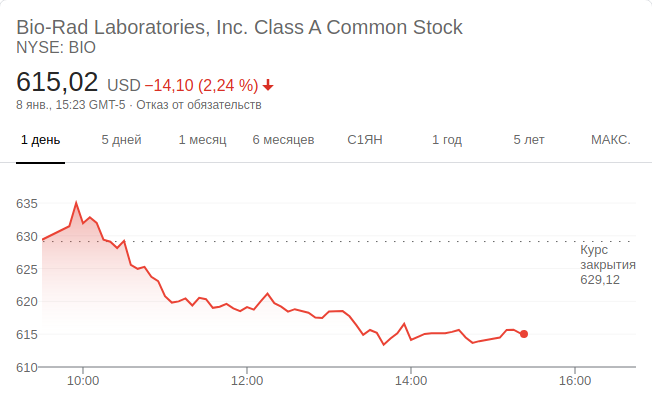 Bio-Rad Laboratories, Inc. Class A Common Stock
NYSE: BIO
615,02 USD −14,10 (2,24 %)
8 янв., 15:23 GMT-5 · Отказ от обязательств
1 день 5 дней 1 месяц 6 месяцев С1ЯН 1 год 5 лет МАКС.
635
630
Курс
закрытия
629,12
625
620
615
610
10:00 12:00 14:00 16:00